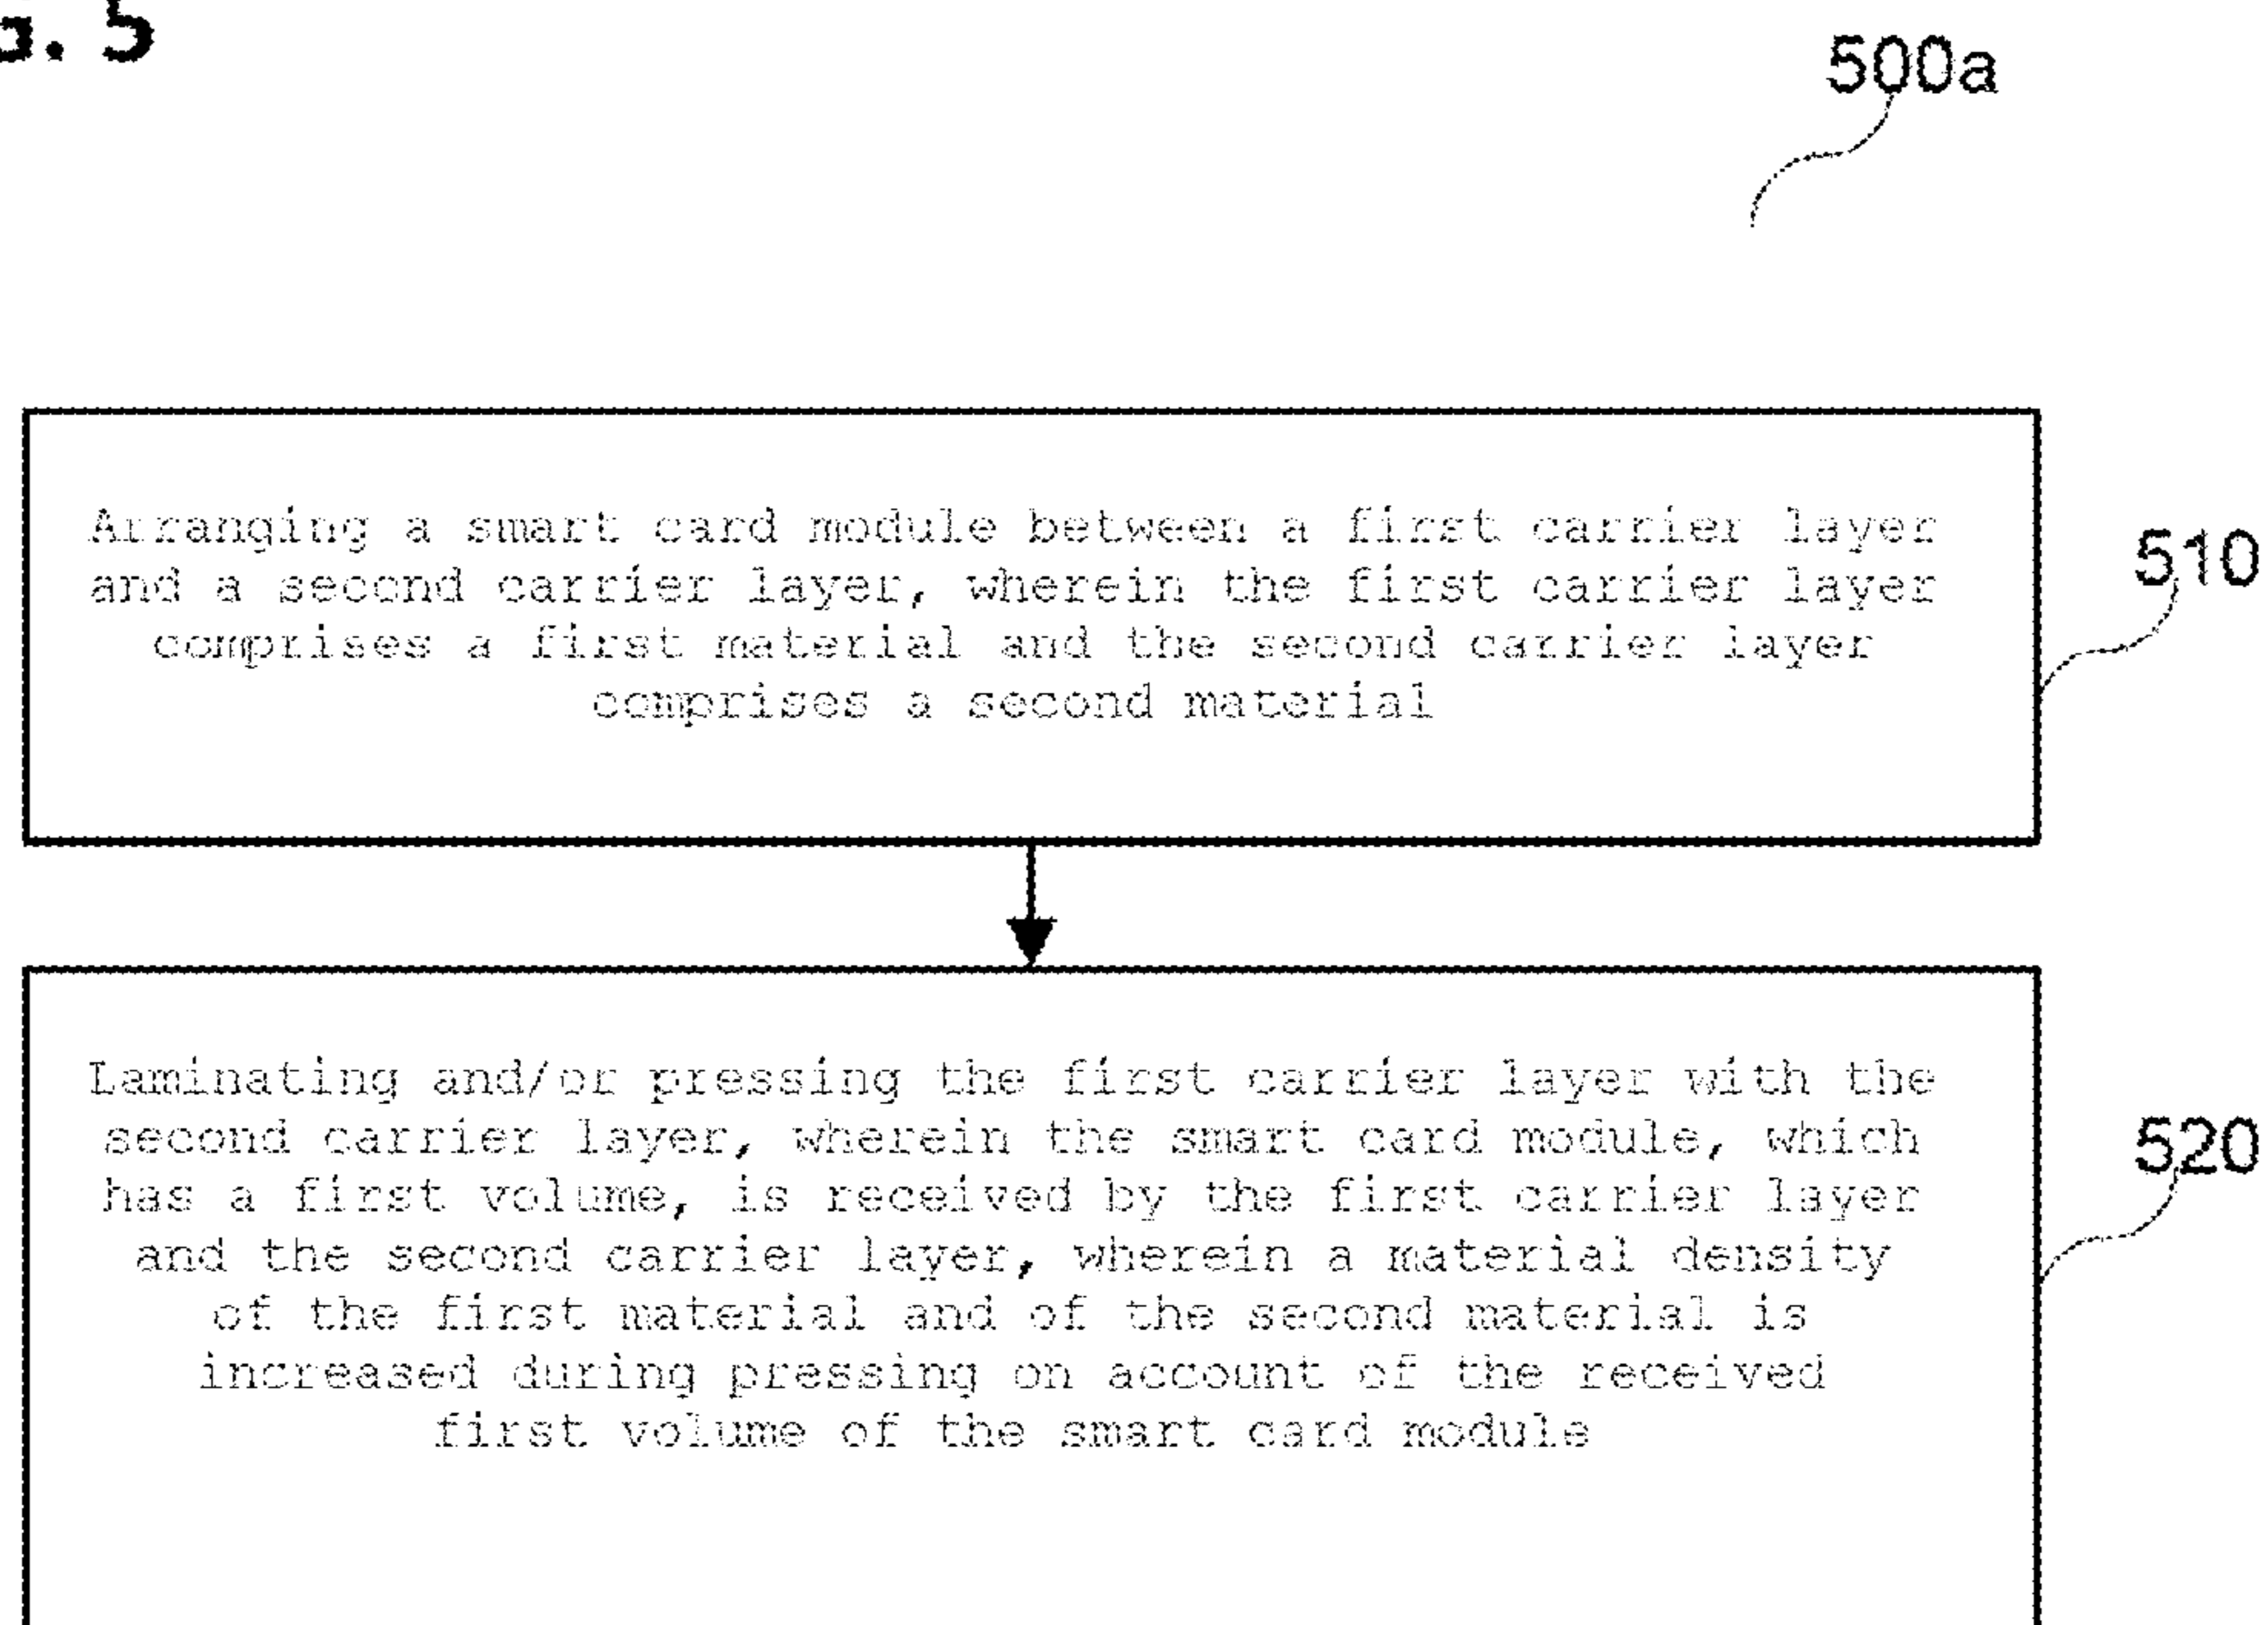 G. 5
500a
Arranging a smart card module between a first carrier layer
and a second carrier layer, wherein the first carrier layer
comprises a first material and the second carrier layer
comprises a second material
510
Laminating and/or pressing the first carrier layer with the
second carrier layer, wherein the smart card module, which
has a first volume, is received by the first carrier layer
and the second carrier layer, wherein a material density
of the first material and of the second material is
increased during pressing on account of the received
first volume of the smart card module
520